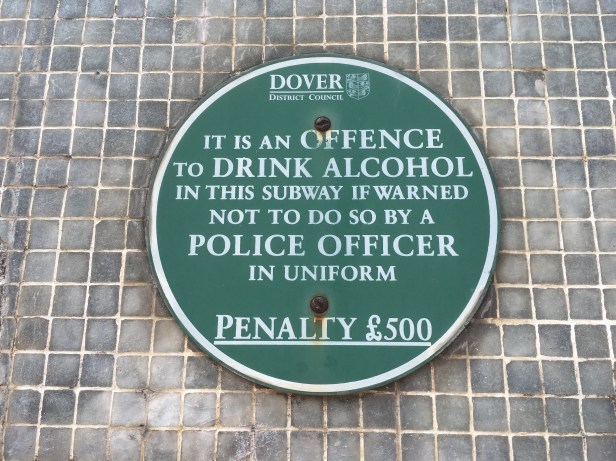 DOVER
DISTRICT COUNCIL
IT IS AN OFFENCE
TO DRINK ALCOHOL
IN THIS SUBWAY IF WARNED
NOT TO DO SO BY A
POLICE OFFICER
IN UNIFORM
PENALTY £500